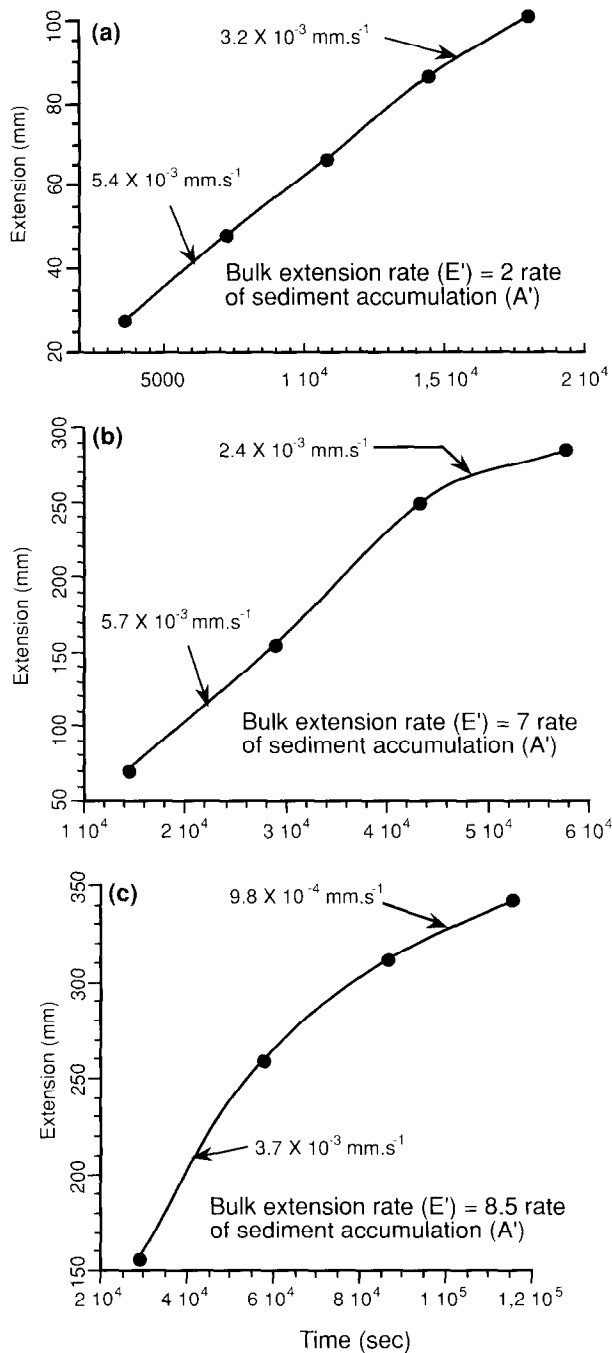 (a)
3.2 X 10⁻³ mm.s⁻¹
5.4 X 10⁻³ mm.s⁻¹
Bulk extension rate (E') = 2 rate
of sediment accumulation (A')
Extension (mm)
100
80
60
40
20
5000
1 10⁴
1,5 10⁴
2 10⁴
(b)
2.4 X 10⁻³ mm.s⁻¹
5.7 X 10⁻³ mm.s⁻¹
Bulk extension rate (E') = 7 rate
of sediment accumulation (A')
Extension (mm)
300
250
200
150
100
50
1 10⁴
2 10⁴
3 10⁴
4 10⁴
5 10⁴
6 10⁴
(c)
9.8 X 10⁻⁴ mm.s⁻¹
3.7 X 10⁻³ mm.s⁻¹
Bulk extension rate (E') = 8.5 rate
of sediment accumulation (A')
Extension (mm)
350
300
250
200
150
2 10⁴
4 10⁴
6 10⁴
8 10⁴
1 10⁵
1,2 10⁵
Time (sec)